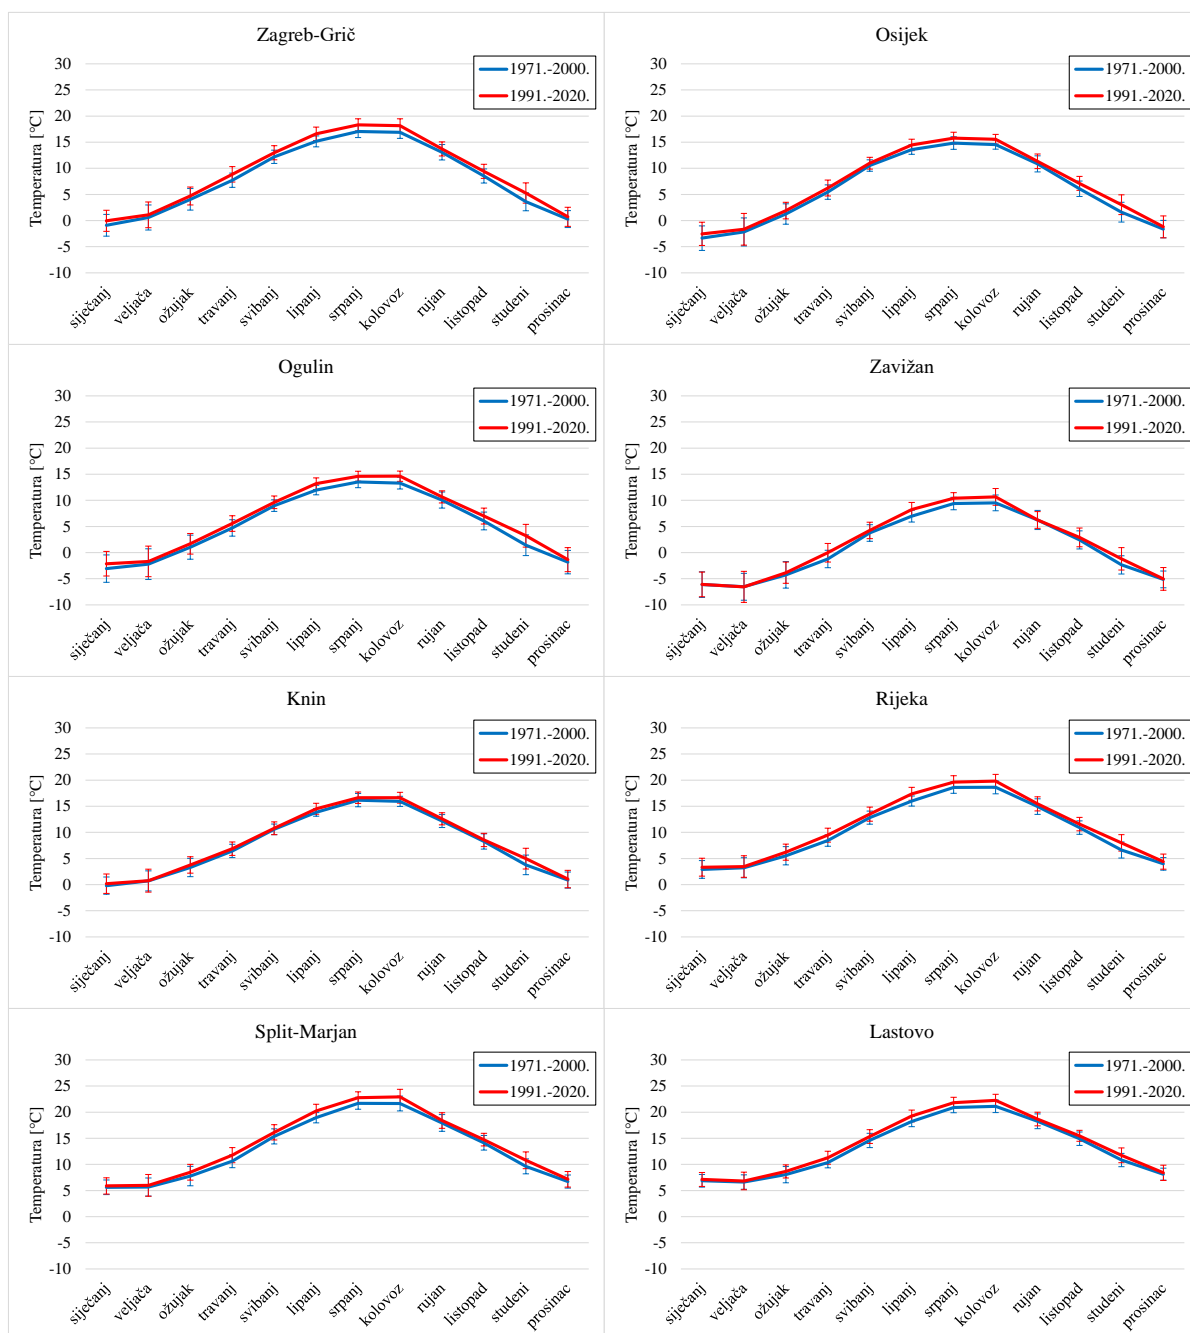 Zagreb-Grič
Temperatura [°C]
30
25
20
15
10
5
0
-5
-10
1971.-2000.
1991.-2020.
siječanj
veljača
ožujak
travanj
svibanj
lipanj
srpanj
kolovoz
rujan
listopad
studeni
prosinac
Osijek
Temperatura [°C]
30
25
20
15
10
5
0
-5
-10
1971.-2000.
1991.-2020.
siječanj
veljača
ožujak
travanj
svibanj
lipanj
srpanj
kolovoz
rujan
listopad
studeni
prosinac
Ogulin
Temperatura [°C]
30
25
20
15
10
5
0
-5
-10
1971.-2000.
1991.-2020.
siječanj
veljača
ožujak
travanj
svibanj
lipanj
srpanj
kolovoz
rujan
listopad
studeni
prosinac
Zavižan
Temperatura [°C]
30
25
20
15
10
5
0
-5
-10
1971.-2000.
1991.-2020.
siječanj
veljača
ožujak
travanj
svibanj
lipanj
srpanj
kolovoz
rujan
listopad
studeni
prosinac
Knin
Temperatura [°C]
30
25
20
15
10
5
0
-5
-10
1971.-2000.
1991.-2020.
siječanj
veljača
ožujak
travanj
svibanj
lipanj
srpanj
kolovoz
rujan
listopad
studeni
prosinac
Rijeka
Temperatura [°C]
30
25
20
15
10
5
0
-5
-10
1971.-2000.
1991.-2020.
siječanj
veljača
ožujak
travanj
svibanj
lipanj
srpanj
kolovoz
rujan
listopad
studeni
prosinac
Split-Marjan
Temperatura [°C]
30
25
20
15
10
5
0
-5
-10
1971.-2000.
1991.-2020.
siječanj
veljača
ožujak
travanj
svibanj
lipanj
srpanj
kolovoz
rujan
listopad
studeni
prosinac
Lastovo
Temperatura [°C]
30
25
20
15
10
5
0
-5
-10
1971.-2000.
1991.-2020.
siječanj
veljača
ožujak
travanj
svibanj
lipanj
srpanj
kolovoz
rujan
listopad
studeni
prosinac